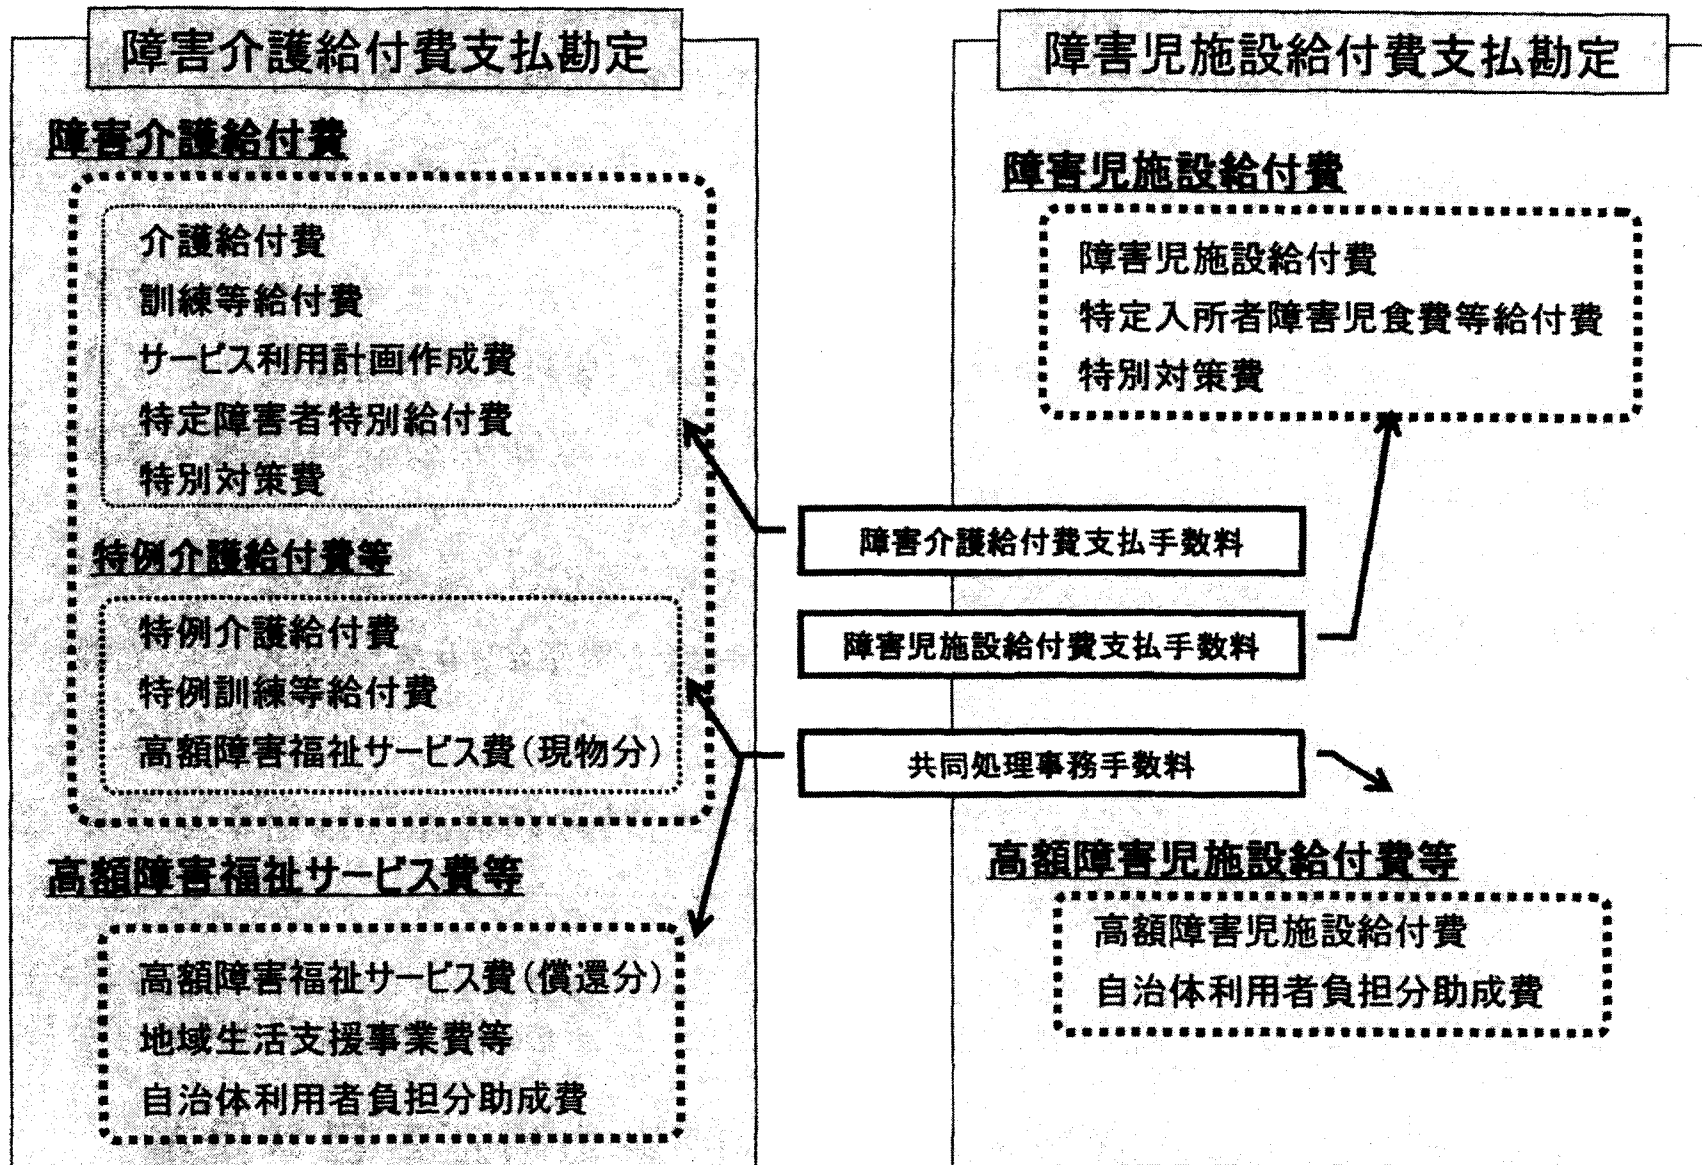 障害介護給付費支払勘定
障害介護給付費
介護給付費
訓練等給付費
サービス利用計画作成費
特定障害者特別給付費
特別対策費
特例介護給付費等
特例介護給付費
特例訓練等給付費
高額障害福祉サービス費(現物分)
高額障害福祉サービス費等
高額障害福祉サービス費(償還分)
地域生活支援事業費等
自治体利用者負担分助成費
障害介護給付費支払手数料
障害児施設給付費支払手数料
共同処理事務手数料
障害児施設給付費支払勘定
障害児施設給付費
障害児施設給付費
特定入所者障害児食費等給付費
特別対策費
高額障害児施設給付費等
高額障害児施設給付費
自治体利用者負担分助成費